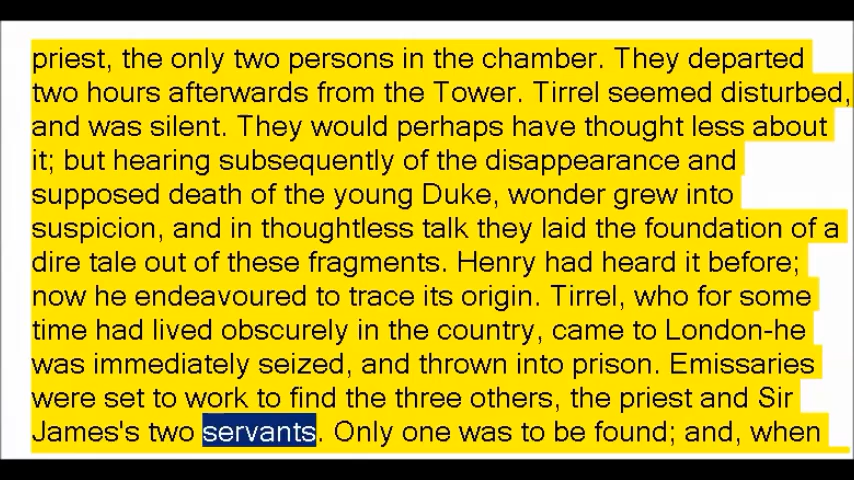 priest, the only two persons in the chamber. They departed
two hours afterwards from the Tower. Tirrel seemed disturbed,
and was silent. They would perhaps have thought less about
it; but hearing subsequently of the disappearance and
supposed death of the young Duke, wonder grew into
suspicion, and in thoughtless talk they laid the foundation of a
dire tale out of these fragments. Henry had heard it before;
now he endeavoured to trace its origin. Tirrel, who for some
time had lived obscurely in the country, came to London-he
was immediately seized, and thrown into prison. Emissaries
were set to work to find the three others, the priest and Sir
James's two servants. Only one was to be found; and, when